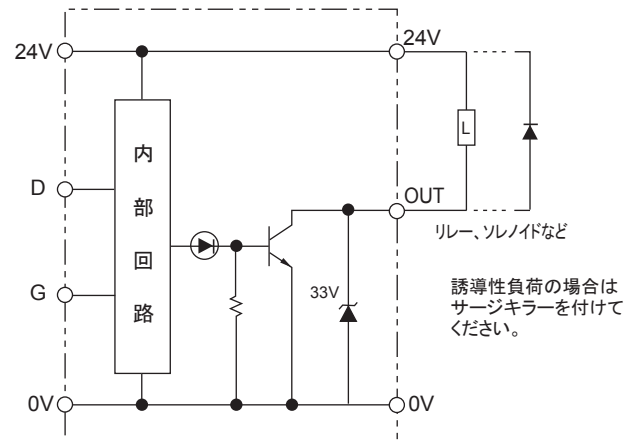 24V
24V
内部回路
L
D
OUT
リレー、ソレノイドなど
G
33V
誘導性負荷の場合は
サージキラーを付けて
ください。
0V
0V